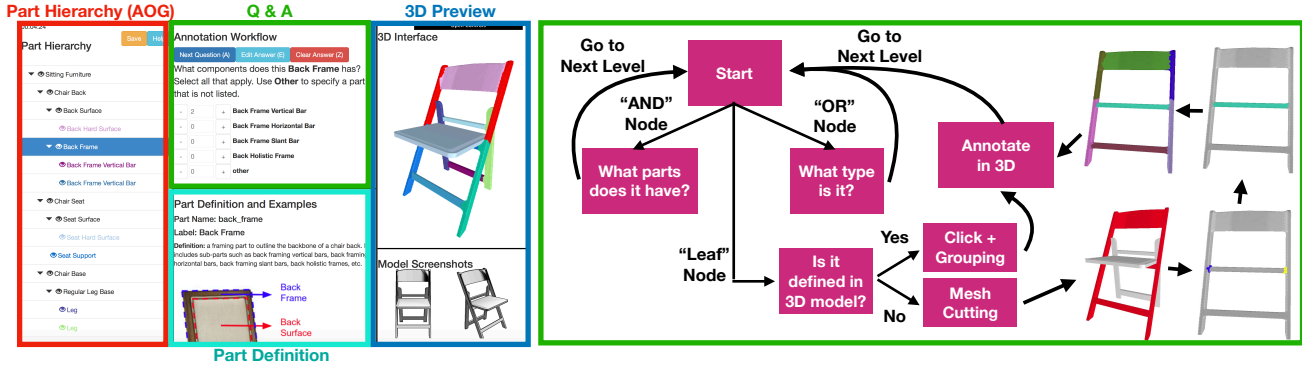 Part Hierarchy (AOG)
Q & A
3D Preview
Save
Part Hierarchy
Sitting Furniture
Chair Back
Back Surface
Back Hard Surface
Back Frame
Back Frame Vertical Bar
Back Frame Vertical Bar
Chair Seat
Seat Surface
Seat Hard Surface
Seat Support
Chair Base
Regular Leg Base
Leg
Leg
Annotation Workflow
Next Question (A)
Edit Answer (E)
Clear Answer (Z)
What components does this Back Frame has?
Select all that apply. Use Other to specify a part
that is not listed.
- 2 + Back Frame Vertical Bar
- 0 + Back Frame Horizontal Bar
- 0 + Back Frame Slant Bar
- 0 + Back Holistic Frame
- 0 + other
Part Definition and Examples
Part Name: back_frame
Label: Back Frame
Definition: a framing part to outline the backbone of a chair back.
includes sub-parts such as back framing vertical bars, back framing
horizontal bars, back framing slant bars, back holistic frames, etc.
Back
Frame
Back
Surface
Part Definition
3D Interface
Model Screenshots
Go to
Next Level
Start
Go to
Next Level
“AND”
Node
“OR”
Node
What parts
does it have?
What type
is it?
Annotate
in 3D
“Leaf”
Node
Is it
defined in
3D model?
Yes
No
Click +
Grouping
Mesh
Cutting